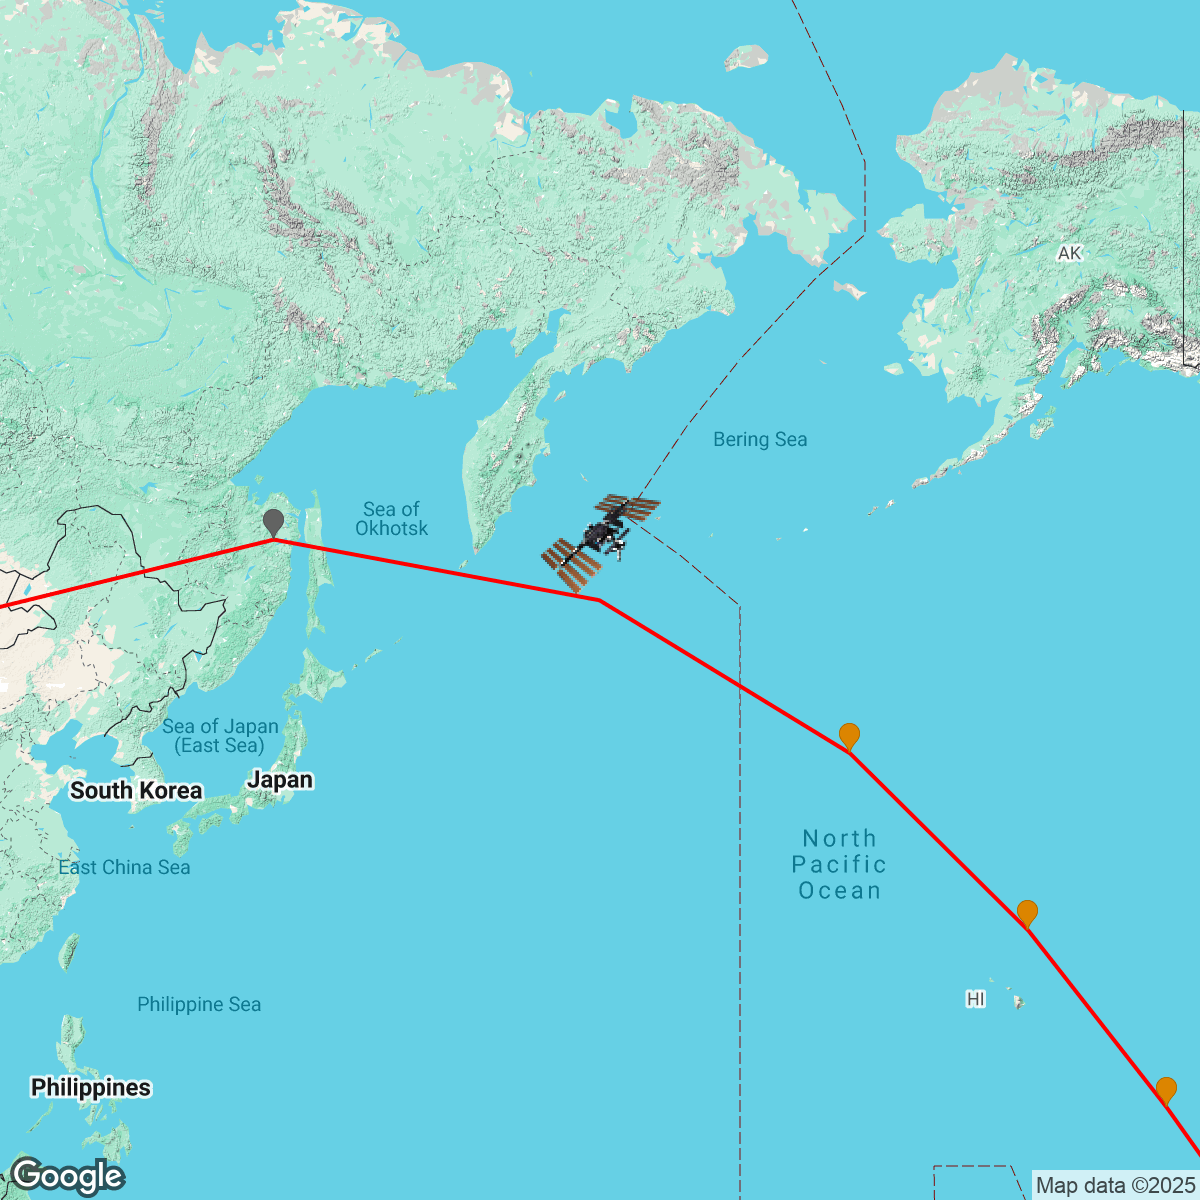 AK
Bering Sea
Sea of
Okhotsk
Sea of Japan
(East Sea)
Japan
South Korea
North
Pacific
Ocean
East China Sea
HI
Philippine Sea
Philippines
Google
Map data ©2025